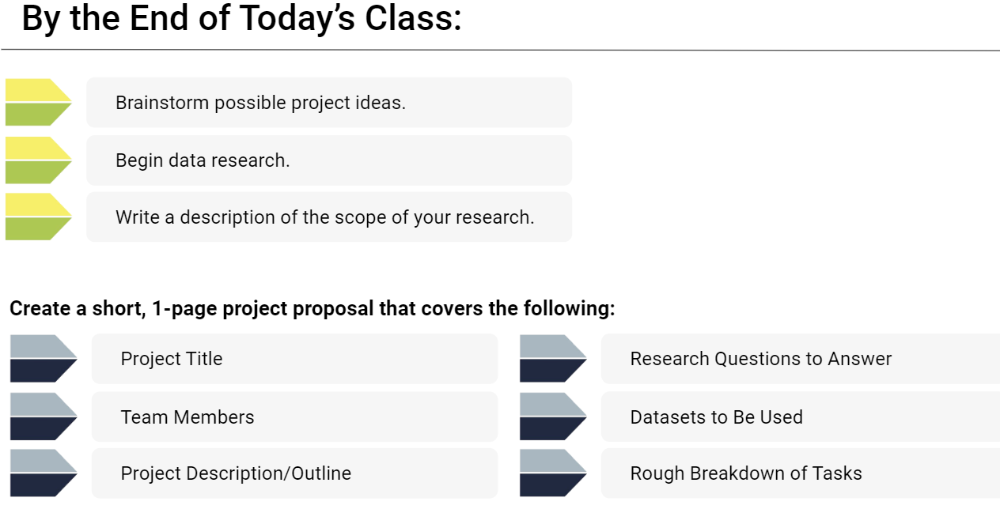 By the End of Today’s Class:
Brainstorm possible project ideas.
Begin data research.
Write a description of the scope of your research.
Create a short, 1-page project proposal that covers the following:
Project Title
Team Members
Project Description/Outline
Research Questions to Answer
Datasets to Be Used
Rough Breakdown of Tasks